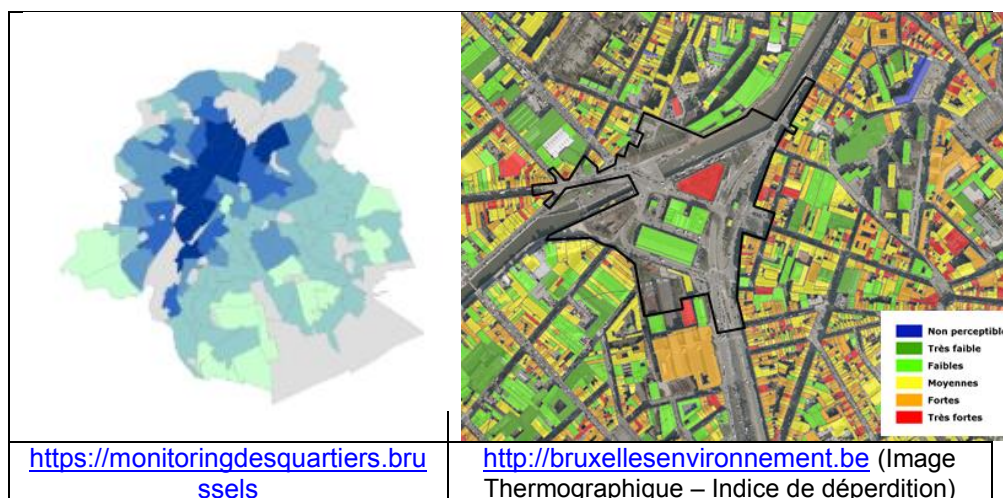 Non perceptible
Très faible
Faibles
Moyennes
Fortes
Très fortes
https://monitoringdesquartiers.bru
ssels
http://bruxellesenvironnement.be (Image
Thermographique – Indice de déperdition)